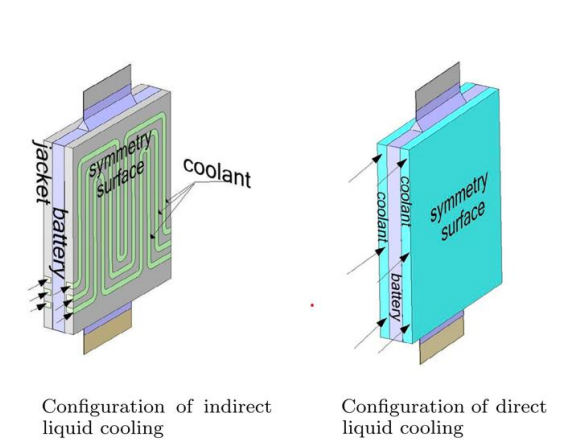 jacket
battery
symmetry
surface
coolant
Configuration of indirect
liquid cooling
coolant
coolant
battery
symmetry
surface
Configuration of direct
liquid cooling